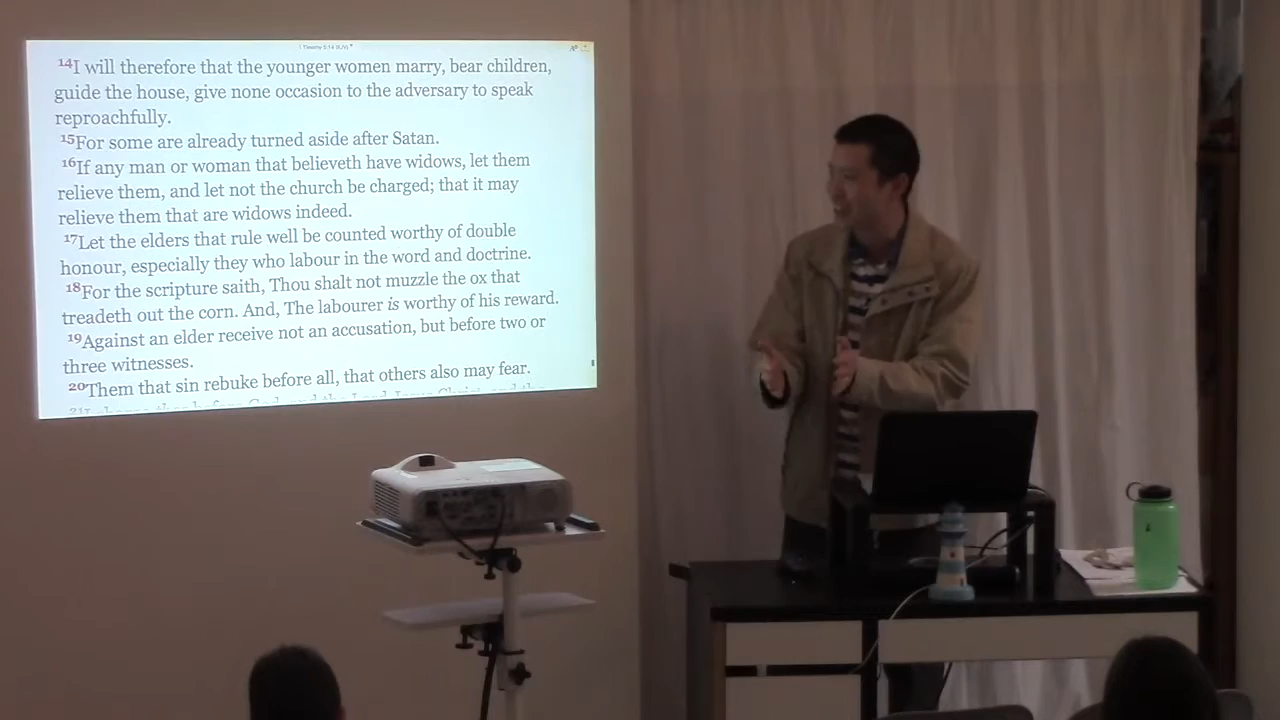 1 Timothy 5:14 (KJV)
14I will therefore that the younger women marry, bear children,
guide the house, give none occasion to the adversary to speak
reproachfully.
15For some are already turned aside after Satan.
16If any man or woman that believeth have widows, let them
relieve them, and let not the church be charged; that it may
relieve them that are widows indeed.
17Let the elders that rule well be counted worthy of double
honour, especially they who labour in the word and doctrine.
18For the scripture saith, Thou shalt not muzzle the ox that
treadeth out the corn. And, The labourer is worthy of his reward.
19Against an elder receive not an accusation, but before two or
three witnesses.
20Them that sin rebuke before all, that others also may fear.